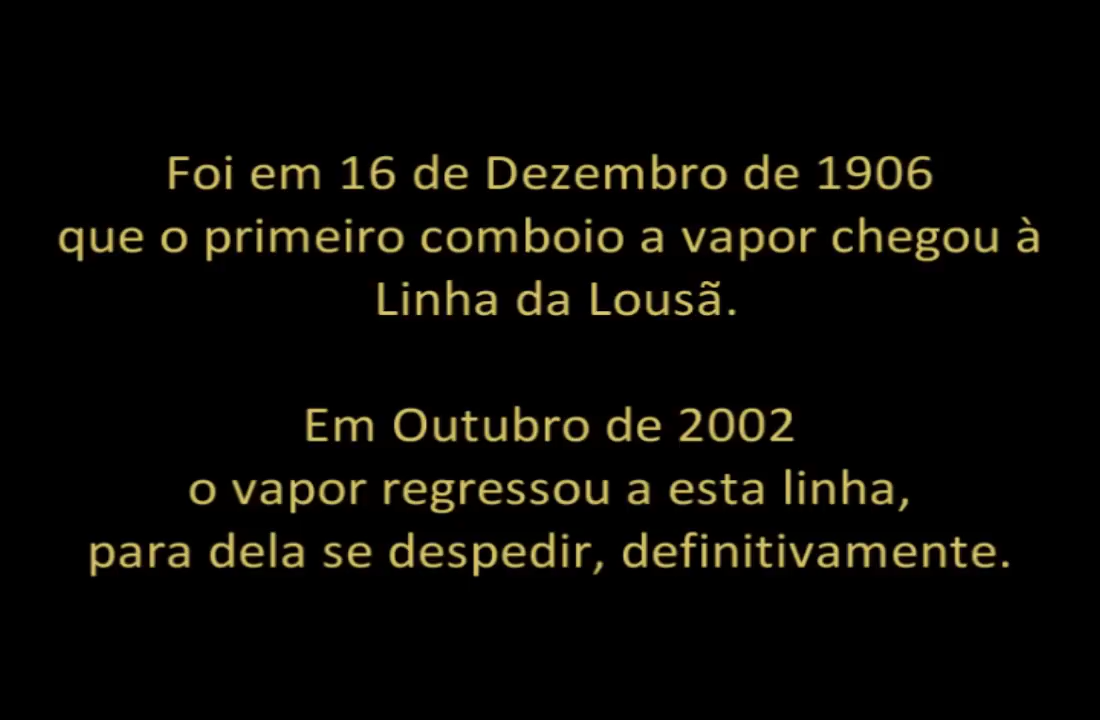 Foi em 16 de Dezembro de 1906
que o primeiro comboio a vapor chegou à
Linha da Lousã.
Em Outubro de 2002
o vapor regressou a esta linha,
para dela se despedir, definitivamente.